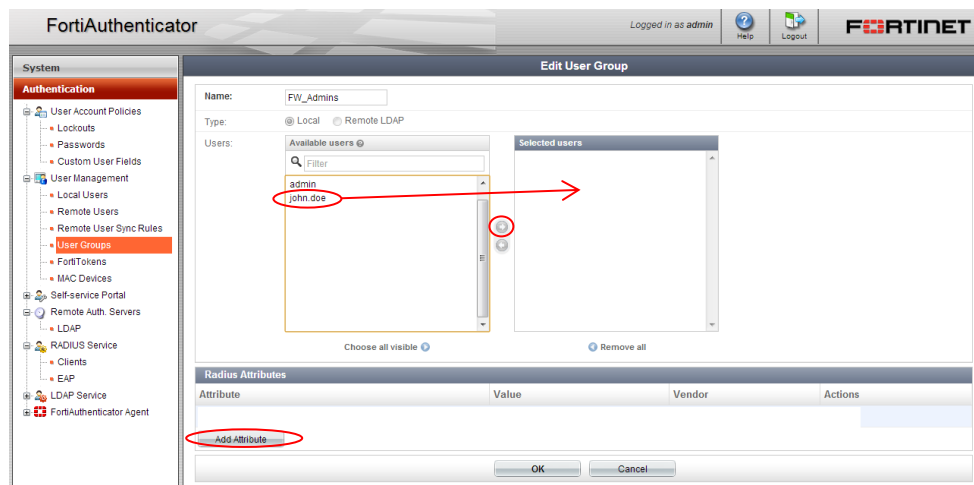 FortiAuthenticator
Logged in as admin
Help
Logout
FORTINET
System
Authentication
User Account Policies
Lockouts
Passwords
Custom User Fields
User Management
Local Users
Remote Users
Remote User Sync Rules
User Groups
FortiTokens
MAC Devices
Self-service Portal
Remote Auth. Servers
LDAP
RADIUS Service
Clients
EAP
LDAP Service
FortiAuthenticator Agent
Edit User Group
Name: FW_Admins
Type: Local Remote LDAP
Users: Available users Selected users
Filter
admin
john.doe
Choose all visible Remove all
Radius Attributes
Attribute Value Vendor Actions
Add Attribute
OK Cancel